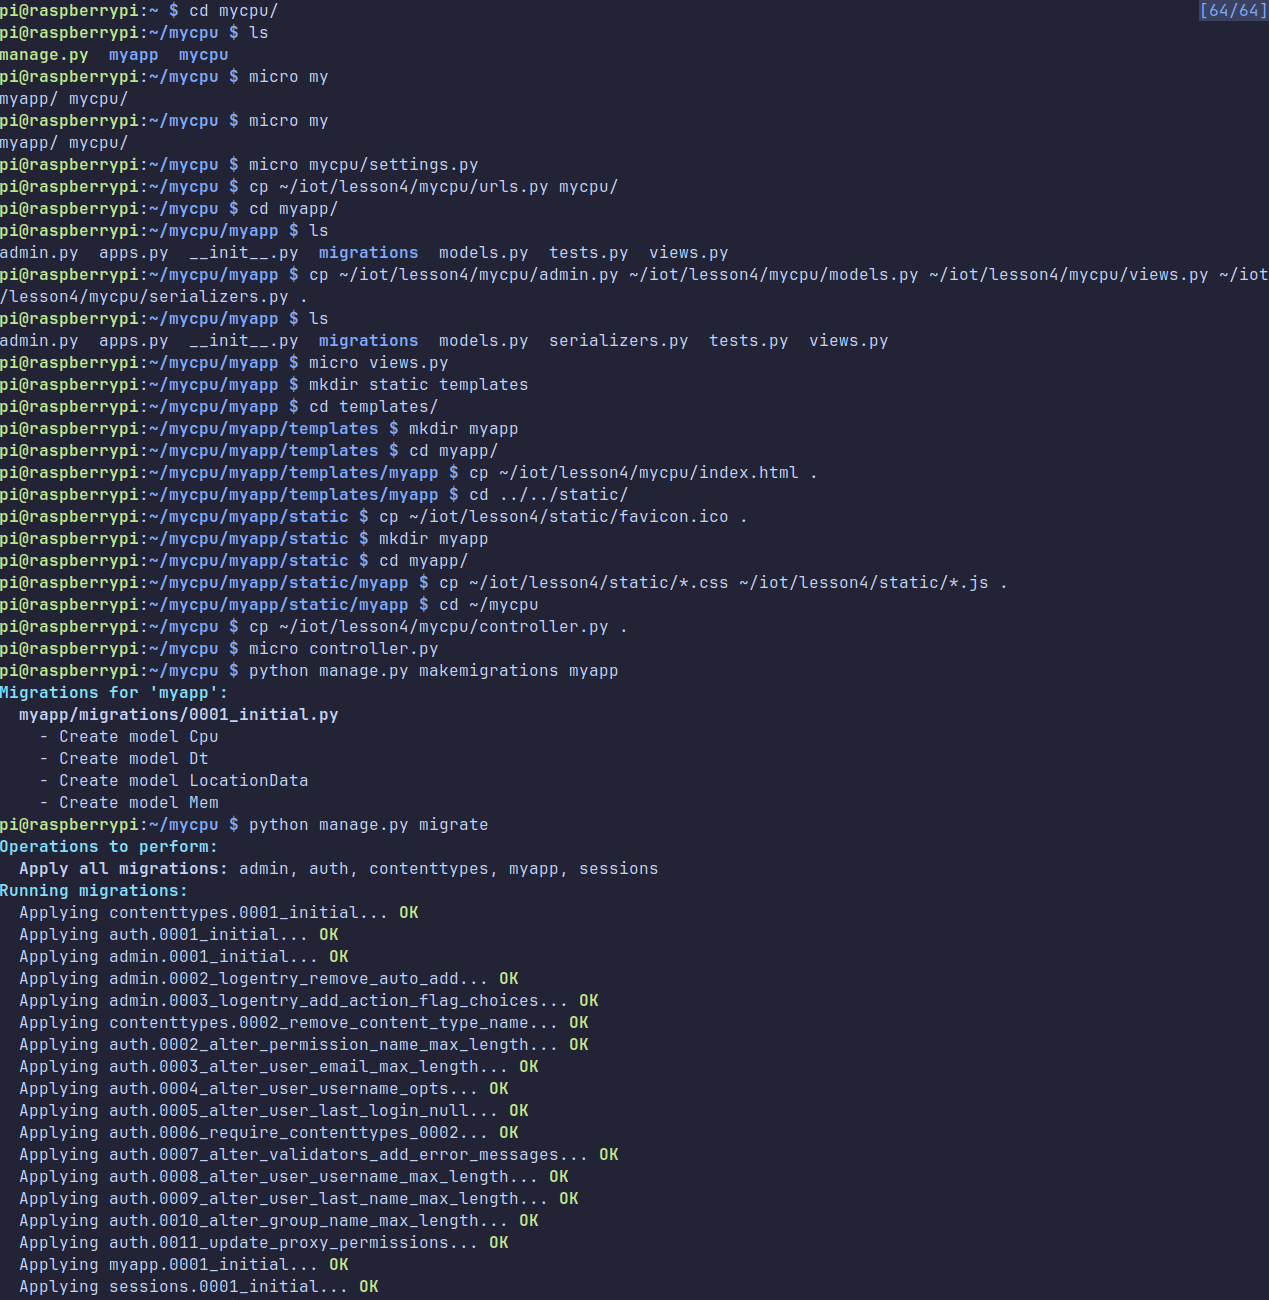 pi@raspberrypi:~ $ cd mycpu/ [64/64]
pi@raspberrypi:~/mycpu $ ls
manage.py  myapp  mycpu
pi@raspberrypi:~/mycpu $ micro my
myapp/ mycpu/
pi@raspberrypi:~/mycpu $ micro my
myapp/ mycpu/
pi@raspberrypi:~/mycpu $ micro mycpu/settings.py
pi@raspberrypi:~/mycpu $ cp ~/iot/lesson4/mycpu/urls.py mycpu/
pi@raspberrypi:~/mycpu $ cd myapp/
pi@raspberrypi:~/mycpu/myapp $ ls
admin.py  apps.py  __init__.py  migrations  models.py  tests.py  views.py
pi@raspberrypi:~/mycpu/myapp $ cp ~/iot/lesson4/mycpu/admin.py ~/iot/lesson4/mycpu/models.py ~/iot/lesson4/mycpu/views.py ~/iot
/lesson4/mycpu/serializers.py .
pi@raspberrypi:~/mycpu/myapp $ ls
admin.py  apps.py  __init__.py  migrations  models.py  serializers.py  tests.py  views.py
pi@raspberrypi:~/mycpu/myapp $ micro views.py
pi@raspberrypi:~/mycpu/myapp $ mkdir static templates
pi@raspberrypi:~/mycpu/myapp $ cd templates/
pi@raspberrypi:~/mycpu/myapp/templates $ mkdir myapp
pi@raspberrypi:~/mycpu/myapp/templates $ cd myapp/
pi@raspberrypi:~/mycpu/myapp/templates/myapp $ cp ~/iot/lesson4/mycpu/index.html .
pi@raspberrypi:~/mycpu/myapp/templates/myapp $ cd ../../static/
pi@raspberrypi:~/mycpu/myapp/static $ cp ~/iot/lesson4/static/favicon.ico .
pi@raspberrypi:~/mycpu/myapp/static $ mkdir myapp
pi@raspberrypi:~/mycpu/myapp/static $ cd myapp/
pi@raspberrypi:~/mycpu/myapp/static/myapp $ cp ~/iot/lesson4/static/*.css ~/iot/lesson4/static/*.js .
pi@raspberrypi:~/mycpu/myapp/static/myapp $ cd ~/mycpu
pi@raspberrypi:~/mycpu $ cp ~/iot/lesson4/mycpu/controller.py .
pi@raspberrypi:~/mycpu $ micro controller.py
pi@raspberrypi:~/mycpu $ python manage.py makemigrations myapp
Migrations for 'myapp':
  myapp/migrations/0001_initial.py
    - Create model Cpu
    - Create model Dt
    - Create model LocationData
    - Create model Mem
pi@raspberrypi:~/mycpu $ python manage.py migrate
Operations to perform:
  Apply all migrations: admin, auth, contenttypes, myapp, sessions
Running migrations:
  Applying contenttypes.0001_initial... OK
  Applying auth.0001_initial... OK
  Applying admin.0001_initial... OK
  Applying admin.0002_logentry_remove_auto_add... OK
  Applying admin.0003_logentry_add_action_flag_choices... OK
  Applying contenttypes.0002_remove_content_type_name... OK
  Applying auth.0002_alter_permission_name_max_length... OK
  Applying auth.0003_alter_user_email_max_length... OK
  Applying auth.0004_alter_user_username_opts... OK
  Applying auth.0005_alter_user_last_login_null... OK
  Applying auth.0006_require_contenttypes_0002... OK
  Applying auth.0007_alter_validators_add_error_messages... OK
  Applying auth.0008_alter_user_username_max_length... OK
  Applying auth.0009_alter_user_last_name_max_length... OK
  Applying auth.0010_alter_group_name_max_length... OK
  Applying auth.0011_update_proxy_permissions... OK
  Applying myapp.0001_initial... OK
  Applying sessions.0001_initial... OK